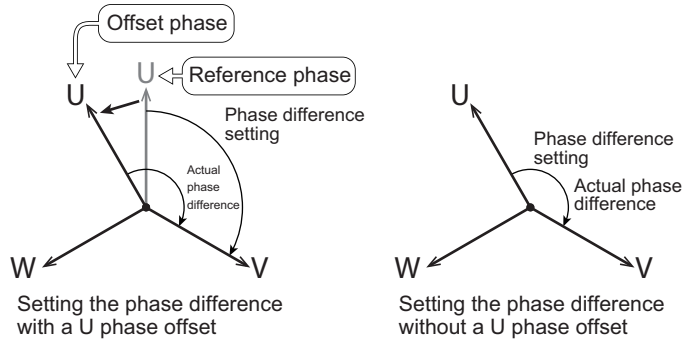 Offset phase
U
Reference phase
U
Phase difference
setting
Actual
phase
difference
W
V
Setting the phase difference
with a U phase offset
U
Phase difference
setting
Actual phase
difference
W
V
Setting the phase difference
without a U phase offset